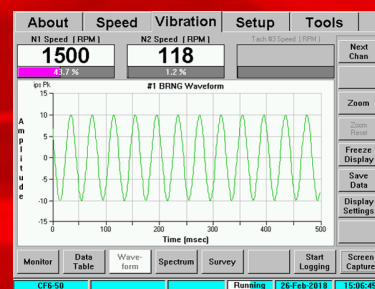 About Speed Vibration Setup Tools
N1 Speed [ RPM ] N2 Speed [ RPM ] Tach #3 Speed [ RPM ]
1500 118
43.7 % 1.2 %
Next Chan
Zoom
Zoom Reset
Freeze Display
Save Data
Display Settings
ips Pk #1 BRNG Waveform
Amplitude
15
10
5
0
-5
-10
-15
0 100 200 300 400 500
Time [msec]
Monitor Data Table Wave-form Spectrum Survey Start Logging Screen Capture
CF6-50 Running 26-Feb-2018 15:06:45